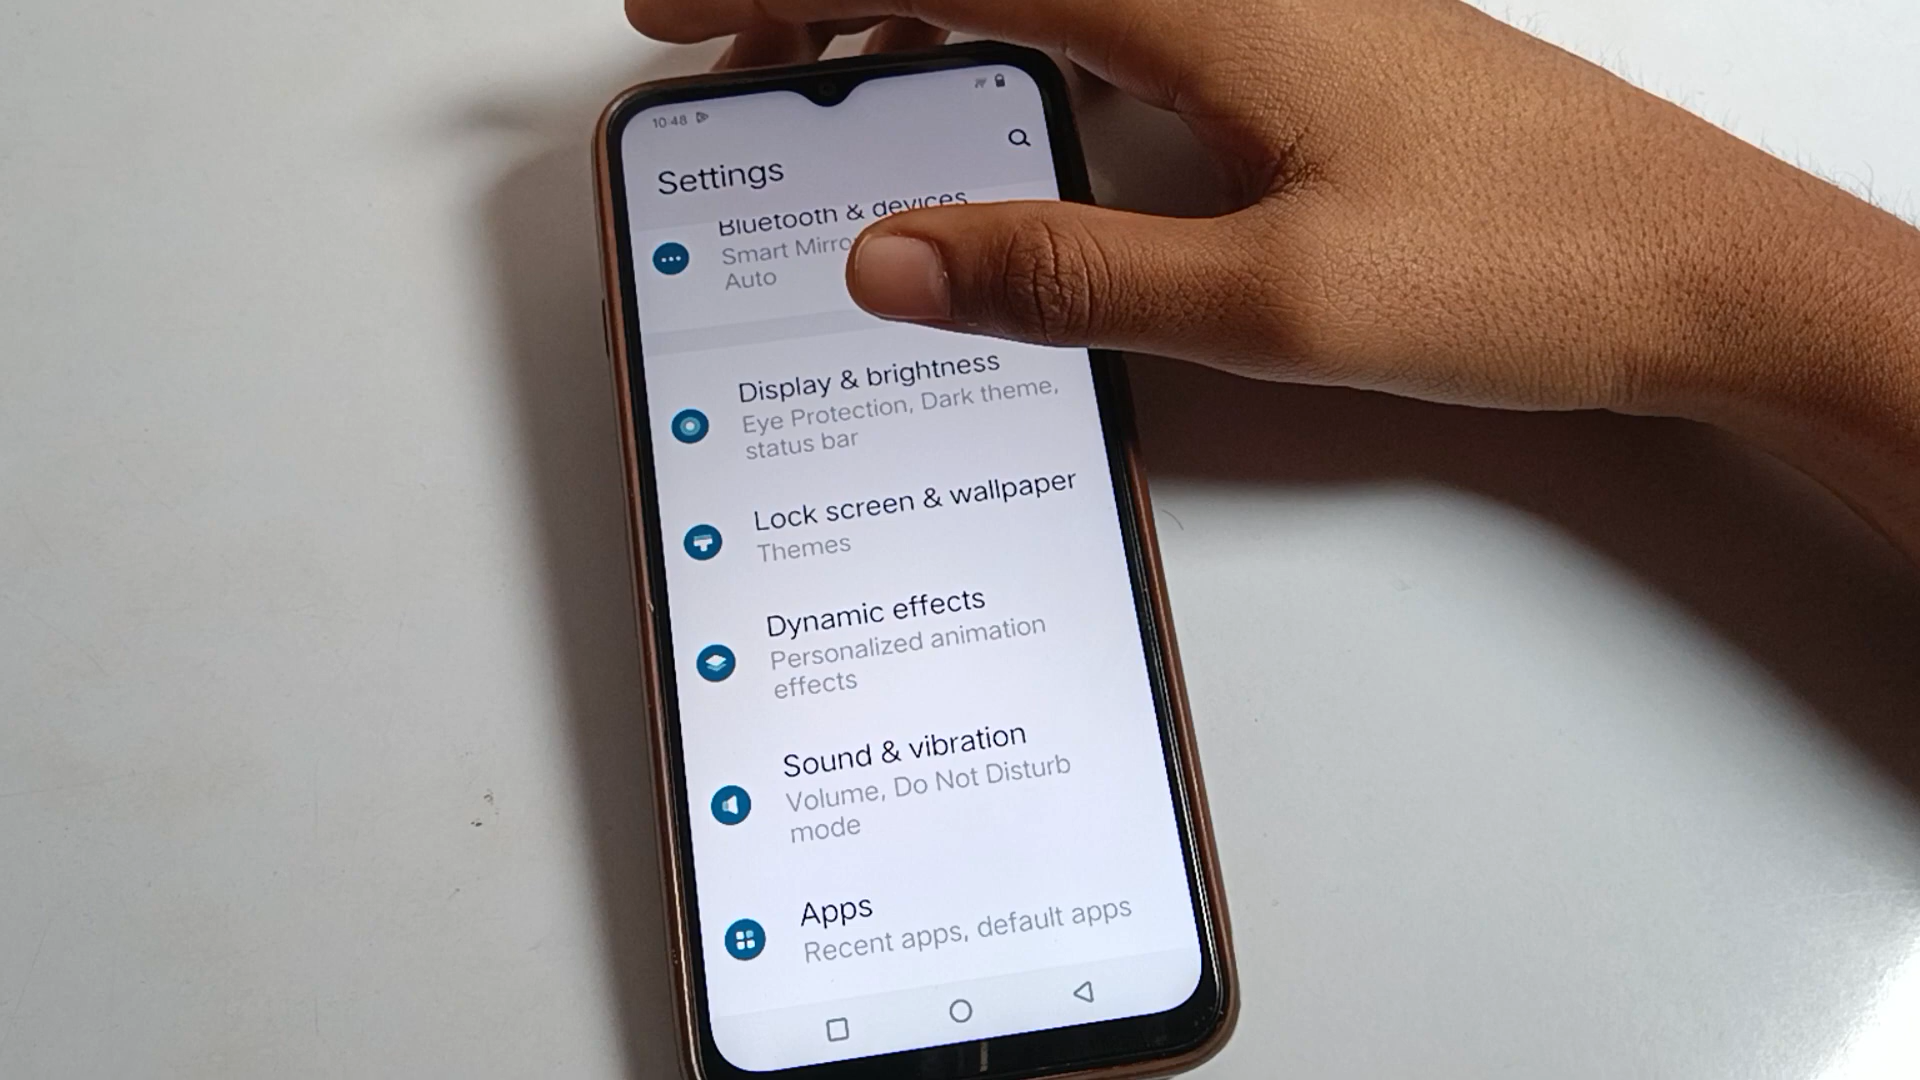 10:48
Settings
Bluetooth & devices
Smart Mirro
Auto
Display & brightness
Eye Protection, Dark theme,
status bar
Lock screen & wallpaper
Themes
Dynamic effects
Personalized animation
effects
Sound & vibration
Volume, Do Not Disturb
mode
Apps
Recent apps, default apps